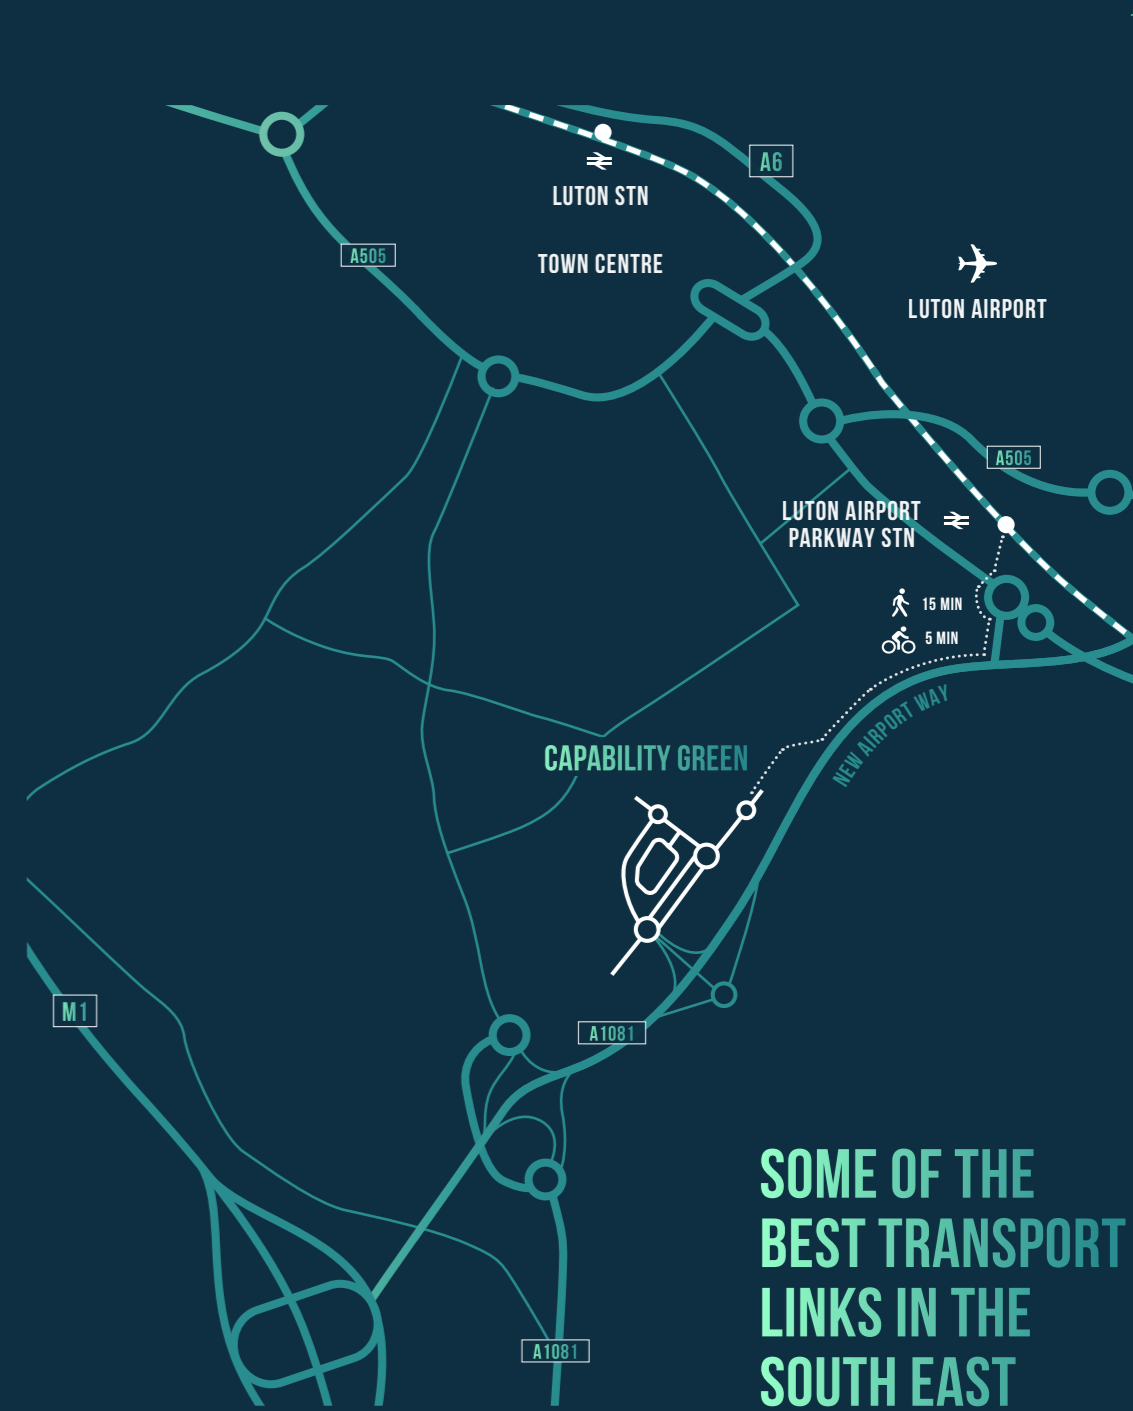 A6
LUTON STN
A505
TOWN CENTRE
LUTON AIRPORT
A505
LUTON AIRPORT
PARKWAY STN
15 MIN
5 MIN
NEW AIRPORT WAY
CAPABILITY GREEN
M1
A1081
SOME OF THE
BEST TRANSPORT
LINKS IN THE
SOUTH EAST
A1081